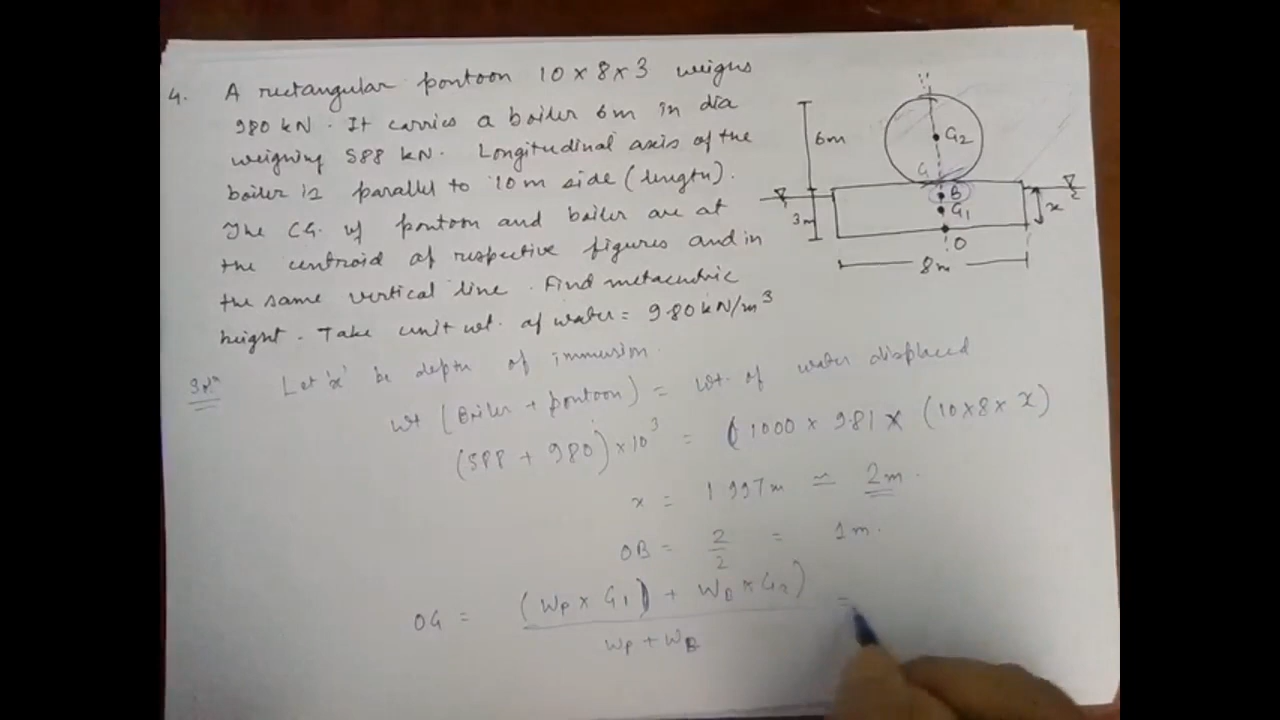 4. A rectangular pontoon 10 × 8 × 3 weighs
980 kN. It carries a boiler 6m in dia
weighing 588 kN. Longitudinal axis of the
boiler is parallel to 10 m side (length).
The CG. of pontoon and boiler are at
the centroid of respective figures and in
the same vertical line. Find metacentric
height. Take unit wt. of water = 9.80 kN/m³
6m
G2
G
B
G1
3m
x
O
8m
Soln Let 'x' be depth of immersion.
Wt (Boiler + pontoon) = Wt. of water displaced
(588 + 980) × 10³ = (1000 × 9.81 × (10 × 8 × x)
x = 1.997m ≈ 2m.
OB = 2/2 = 1m.
OG = (Wp × G1) + WB × G2) / Wp + WB =